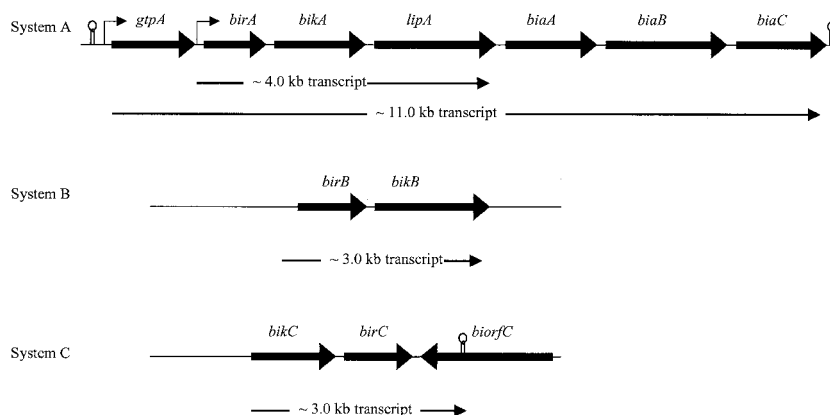 System A
gtpA birA bikA lipA biaA biaB biaC
~ 4.0 kb transcript
~ 11.0 kb transcript
System B
birB bikB
~ 3.0 kb transcript
System C
bikC birC biorfC
~ 3.0 kb transcript